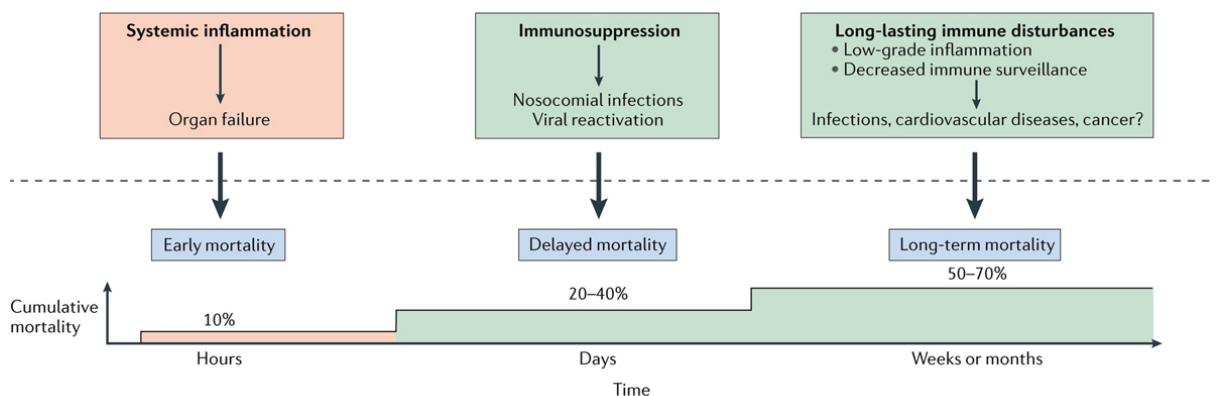 Systemic inflammation
Organ failure
Immunosuppression
Nosocomial infections
Viral reactivation
Long-lasting immune disturbances
• Low-grade inflammation
• Decreased immune surveillance
Infections, cardiovascular diseases, cancer?
Early mortality
Delayed mortality
Long-term mortality
Cumulative
mortality
10%
20–40%
50–70%
Hours
Days
Weeks or months
Time